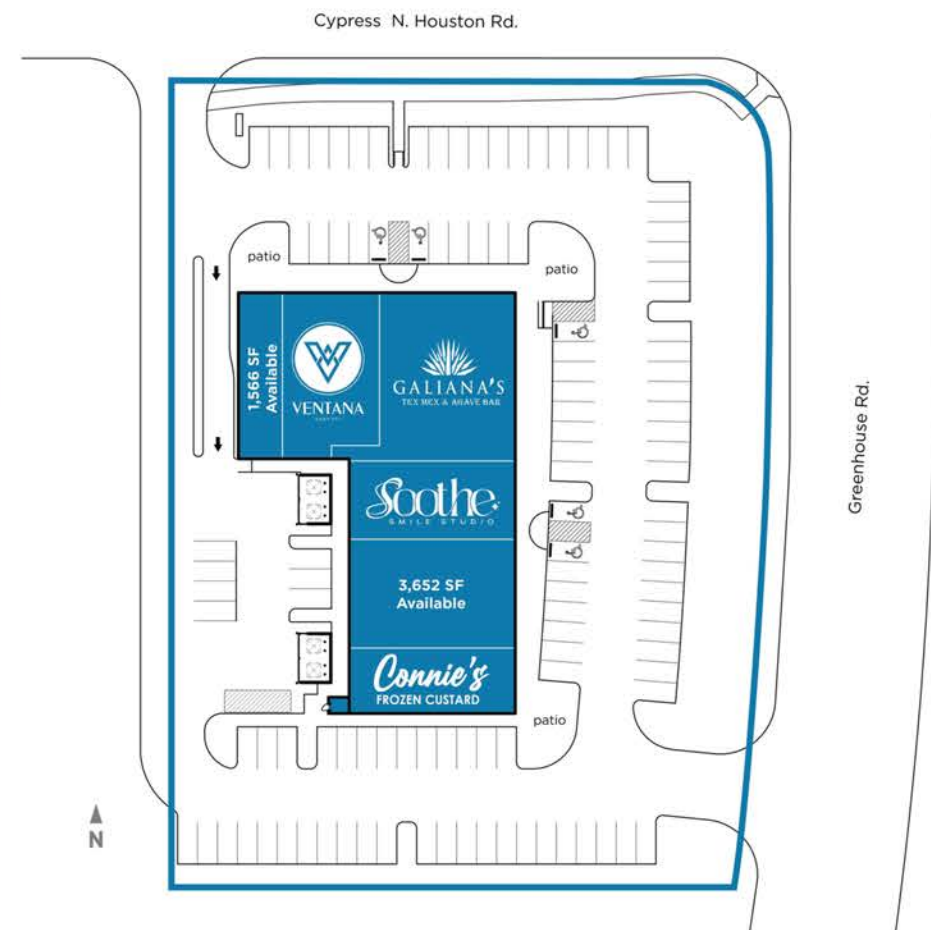 Cypress N. Houston Rd.
patio
patio
1,566 SF
Available
VENTANA
GALIANA'S
TEX MEX & AGAVE BAR
Greenhouse Rd.
Soothe
SMILE STUDIO
3,652 SF
Available
Connie's
FROZEN CUSTARD
patio
N